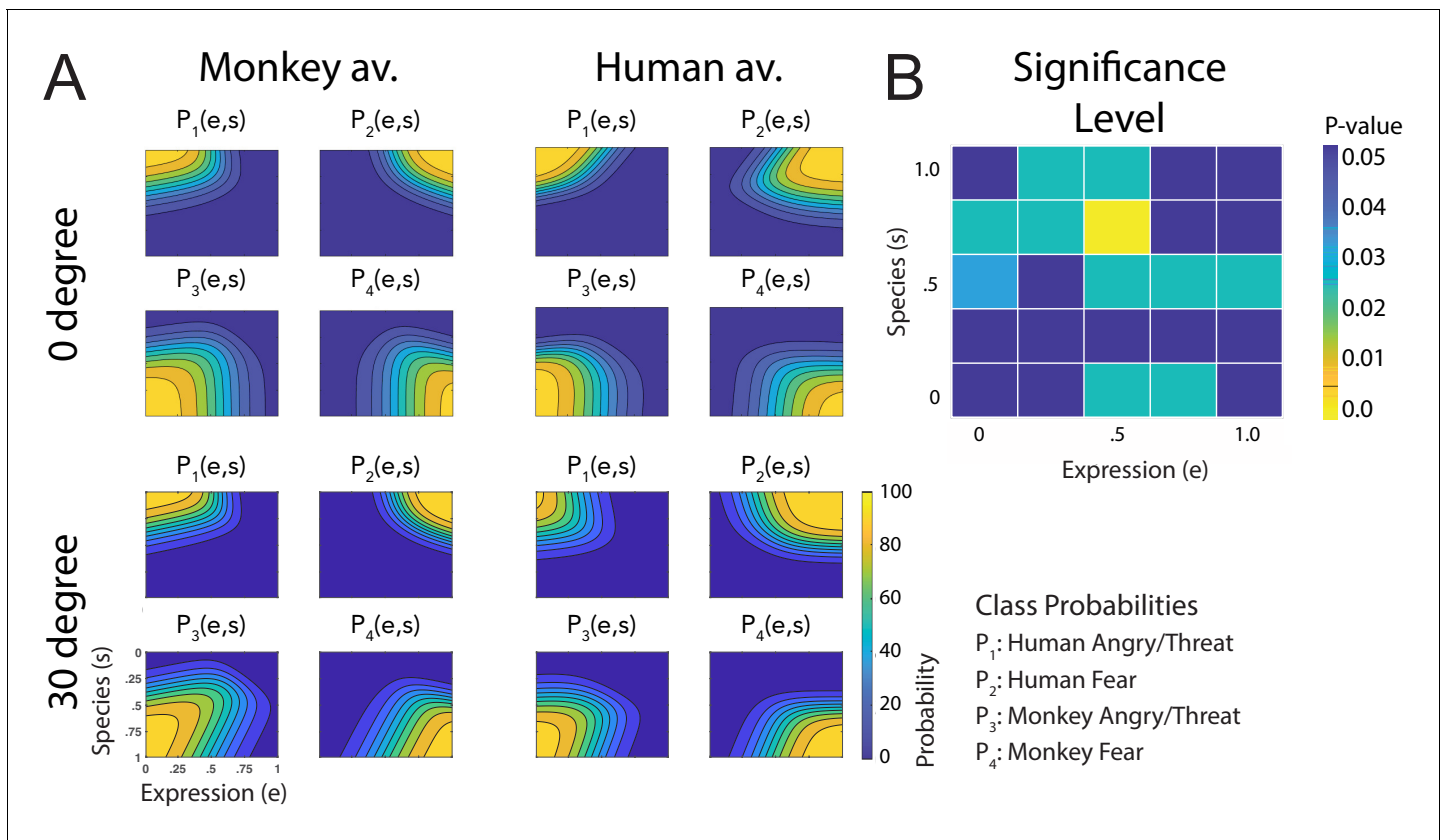 A
Monkey av.
Human av.
P1(e,s)
P2(e,s)
P1(e,s)
P2(e,s)
0 degree
P3(e,s)
P4(e,s)
P3(e,s)
P4(e,s)
P1(e,s)
P2(e,s)
P1(e,s)
P2(e,s)
30 degree
P3(e,s)
P4(e,s)
P3(e,s)
P4(e,s)
Species (s)
0
.25
.5
.75
1
0 .25 .5 .75 1
Expression (e)
100
80
60
40
20
0
Probability
B
Significance
Level
P-value
0.05
0.04
0.03
0.02
0.01
0.0
Species (s)
1.0
.5
0
0 .5 1.0
Expression (e)
Class Probabilities
P1: Human Angry/Threat
P2: Human Fear
P3: Monkey Angry/Threat
P4: Monkey Fear